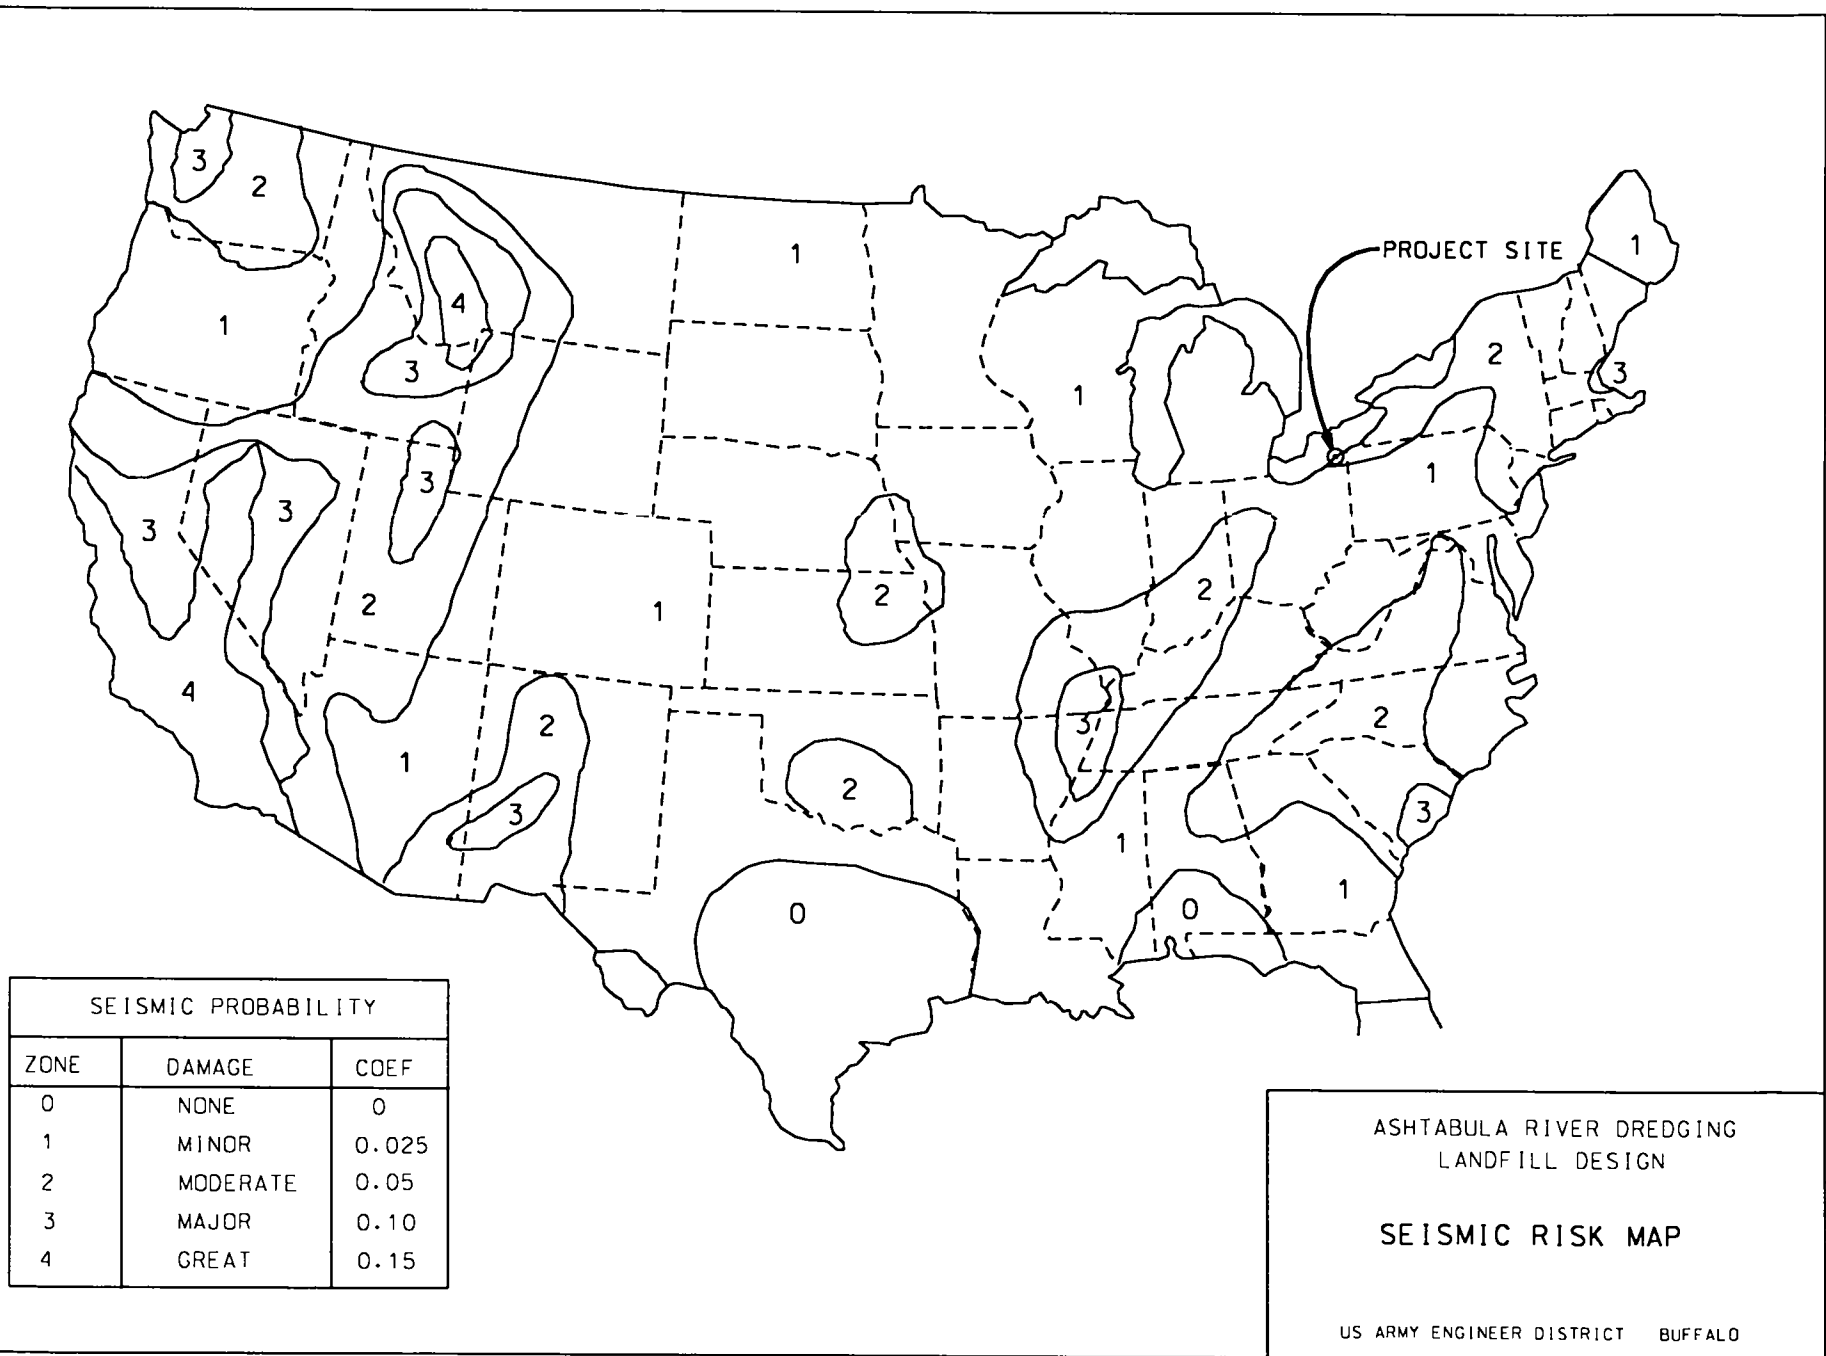 3
2
1
PROJECT SITE
1
4
1
2
3
3
1
3
1
3
3
2
3
2
2
1
2
4
2
3
2
1
2
3
3
1
0
0
1
SEISMIC PROBABILITY
ZONE DAMAGE COEF
0 NONE 0
1 MINOR 0.025
2 MODERATE 0.05
3 MAJOR 0.10
4 GREAT 0.15
ASHTABULA RIVER DREDGING
LANDFILL DESIGN
SEISMIC RISK MAP
US ARMY ENGINEER DISTRICT BUFFALO